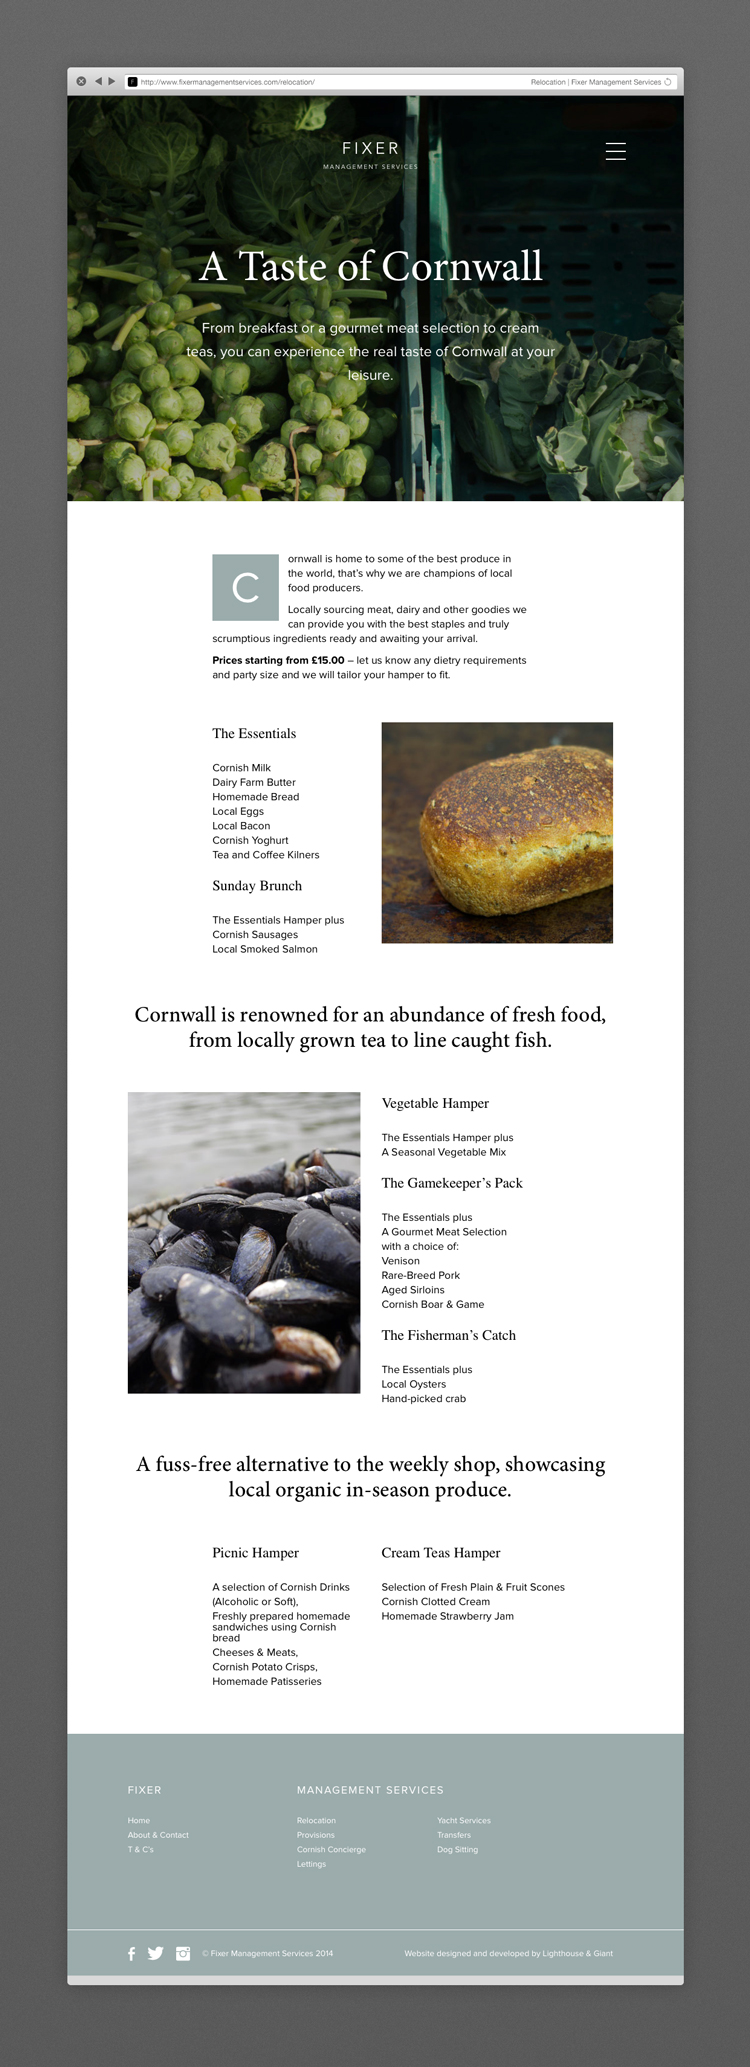 http://www.fixermanagementservices.com/relocation/
Relocation | Fixer Management Services
FIXER
MANAGEMENT SERVICES
A Taste of Cornwall
From breakfast or a gourmet meat selection to cream
teas, you can experience the real taste of Cornwall at your
leisure.
C
ornwall is home to some of the best produce in
the world, that's why we are champions of local
food producers.
Locally sourcing meat, dairy and other goodies we
can provide you with the best staples and truly
scrumptious ingredients ready and awaiting your arrival.
Prices starting from £15.00 – let us know any dietry requirements
and party size and we will tailor your hamper to fit.
The Essentials
Cornish Milk
Dairy Farm Butter
Homemade Bread
Local Eggs
Local Bacon
Cornish Yoghurt
Tea and Coffee Kilners
Sunday Brunch
The Essentials Hamper plus
Cornish Sausages
Local Smoked Salmon
Cornwall is renowned for an abundance of fresh food,
from locally grown tea to line caught fish.
Vegetable Hamper
The Essentials Hamper plus
A Seasonal Vegetable Mix
The Gamekeeper's Pack
The Essentials plus
A Gourmet Meat Selection
with a choice of:
Venison
Rare-Breed Pork
Aged Sirloins
Cornish Boar & Game
The Fisherman's Catch
The Essentials plus
Local Oysters
Hand-picked crab
A fuss-free alternative to the weekly shop, showcasing
local organic in-season produce.
Picnic Hamper
A selection of Cornish Drinks
(Alcoholic or Soft),
Freshly prepared homemade
sandwiches using Cornish
bread
Cheeses & Meats,
Cornish Potato Crisps,
Homemade Patisseries
Cream Teas Hamper
Selection of Fresh Plain & Fruit Scones
Cornish Clotted Cream
Homemade Strawberry Jam
FIXER
Home
About & Contact
T & C's
MANAGEMENT SERVICES
Relocation
Provisions
Cornish Concierge
Lettings
Yacht Services
Transfers
Dog Sitting
© Fixer Management Services 2014
Website designed and developed by Lighthouse & Giant